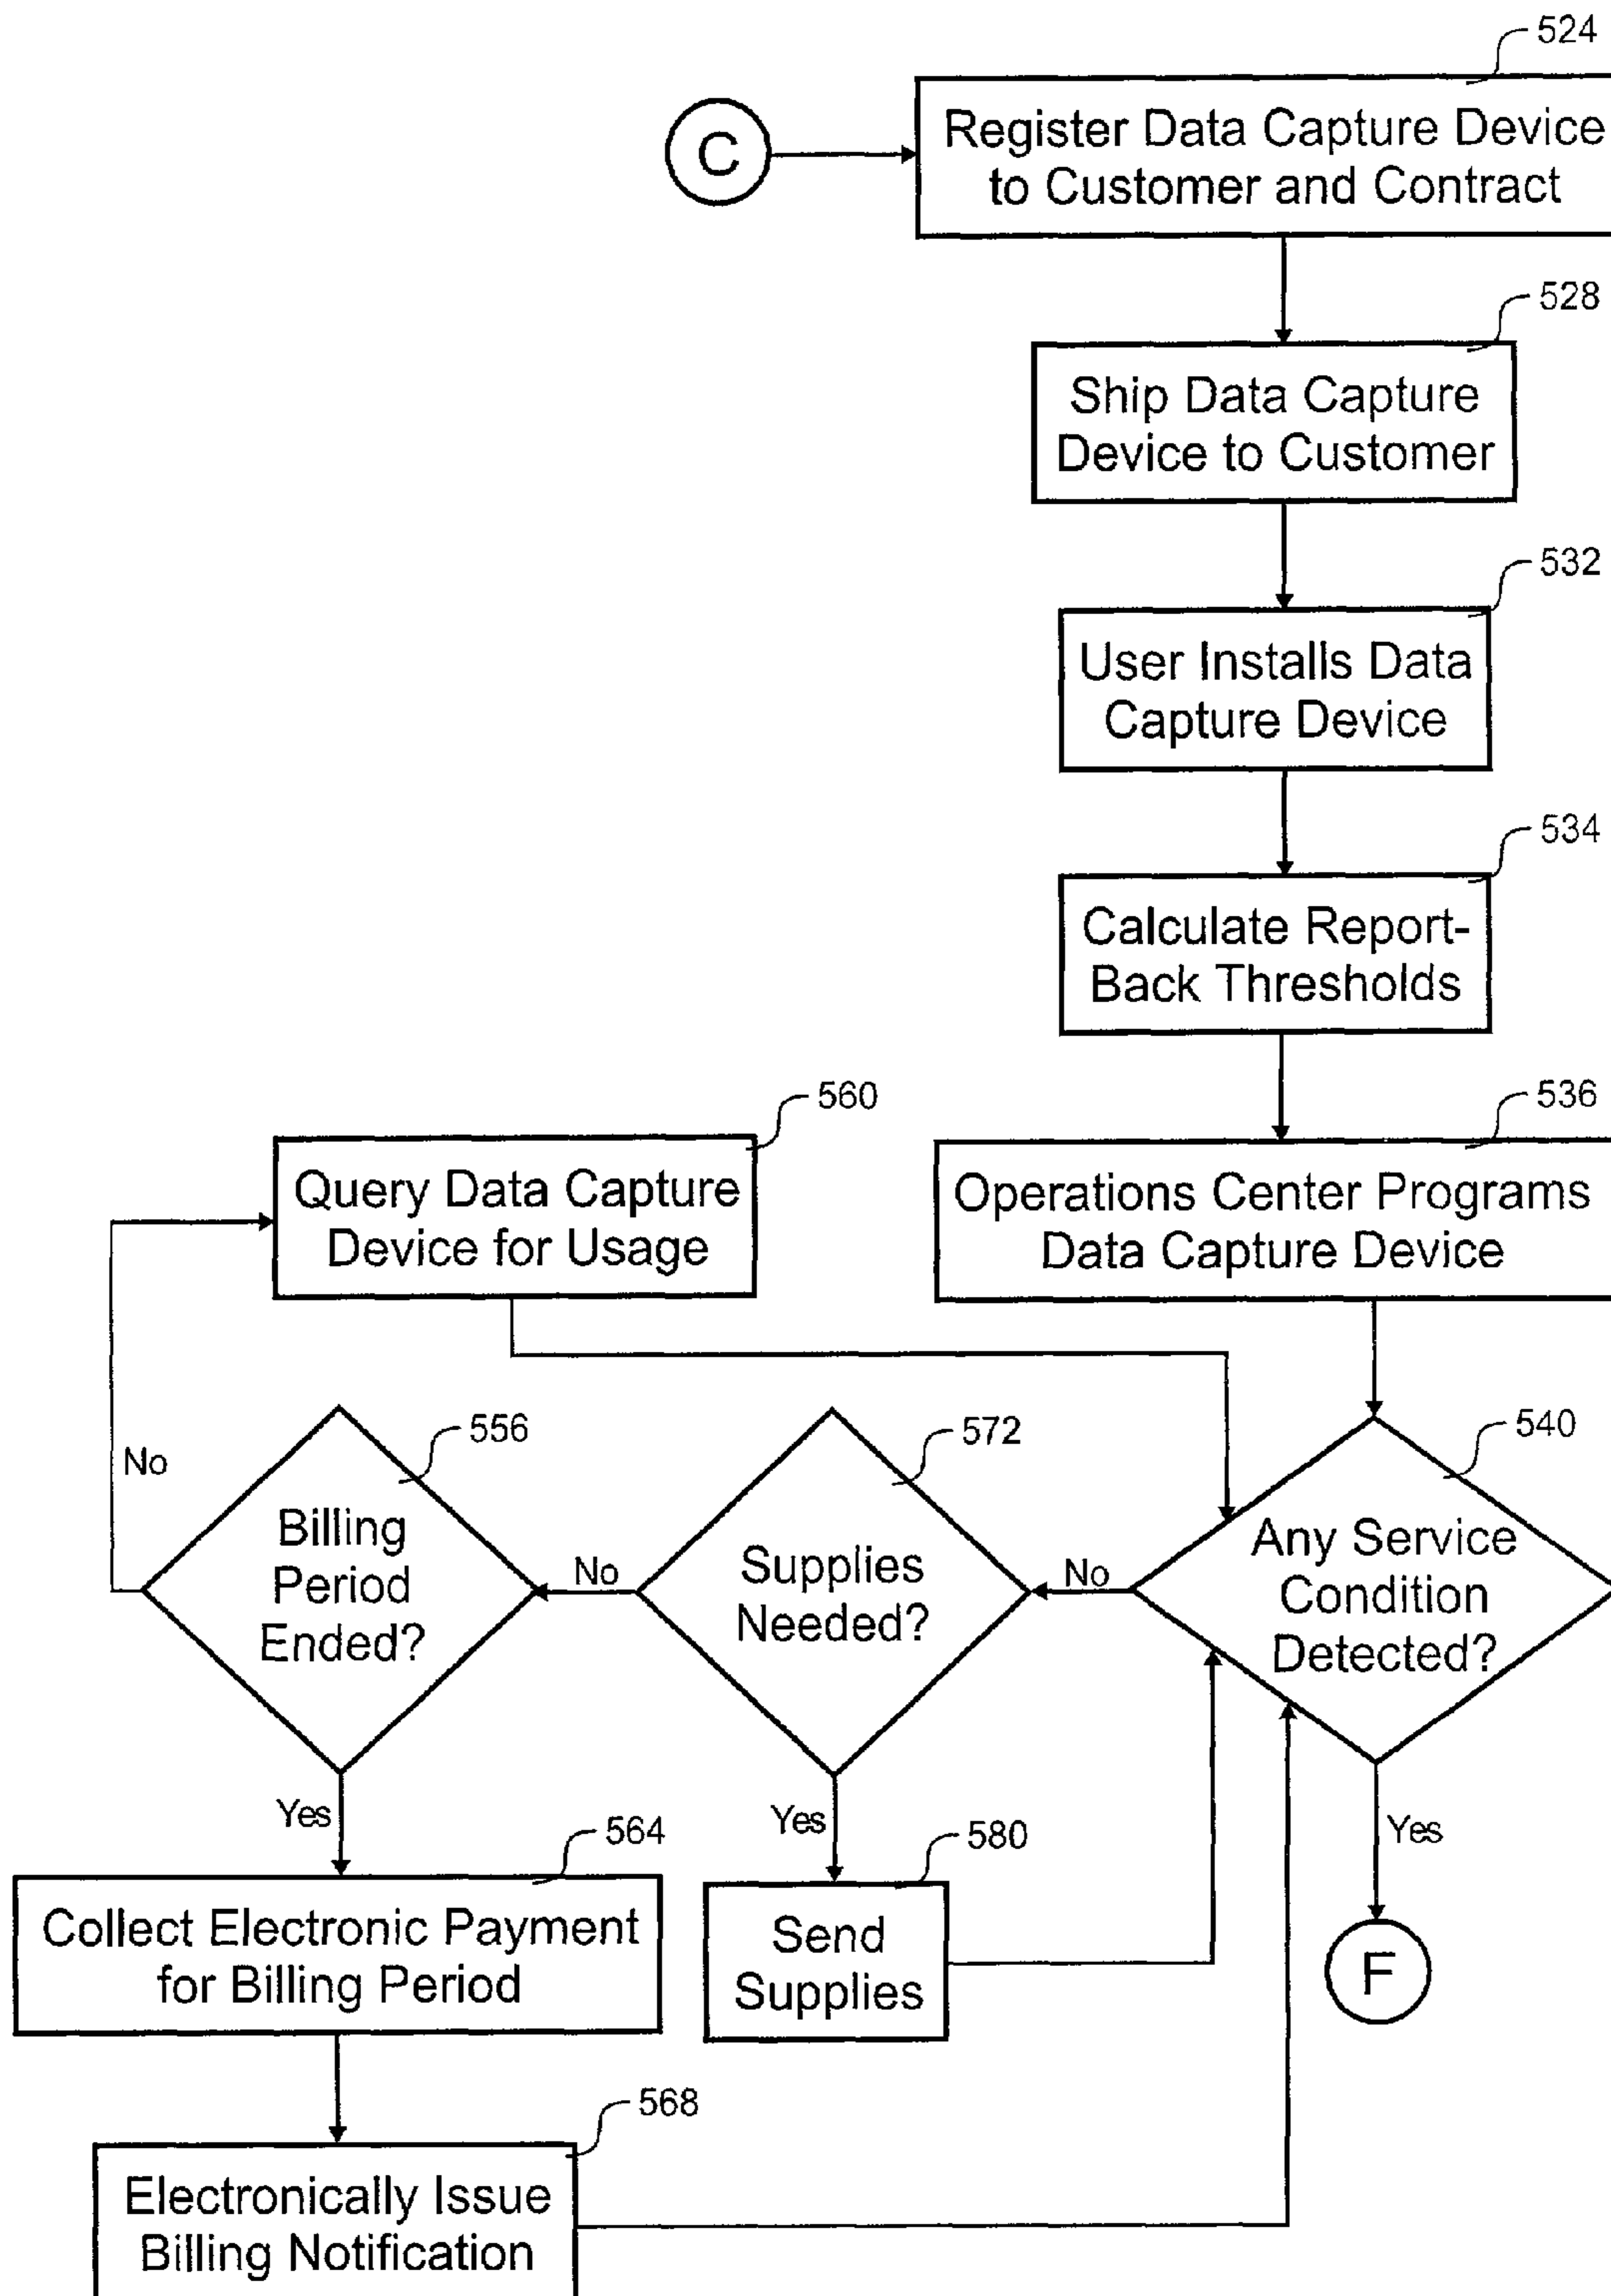 524
C
Register Data Capture Device
to Customer and Contract
528
Ship Data Capture
Device to Customer
532
User Installs Data
Capture Device
534
Calculate Report-
Back Thresholds
560
Query Data Capture
Device for Usage
536
Operations Center Programs
Data Capture Device
No
556
Billing
Period
Ended?
No
572
Supplies
Needed?
No
540
Any Service
Condition
Detected?
Yes
564
Collect Electronic Payment
for Billing Period
Yes
580
Send
Supplies
Yes
F
568
Electronically Issue
Billing Notification